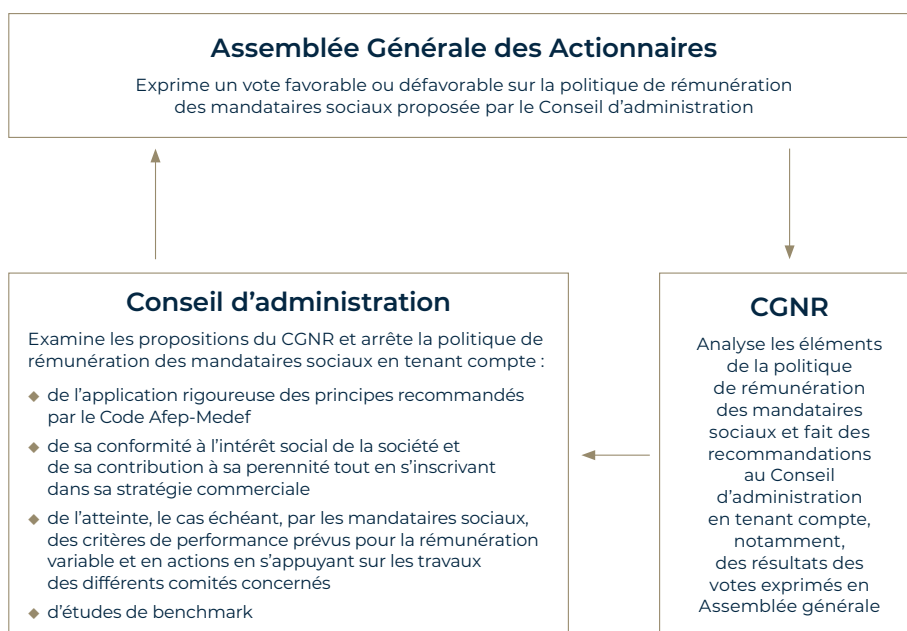 Assemblée Générale des Actionnaires
Exprime un vote favorable ou défavorable sur la politique de rémunération
des mandataires sociaux proposée par le Conseil d’administration
Conseil d’administration
Examine les propositions du CGNR et arrête la politique de
rémunération des mandataires sociaux en tenant compte :
◆ de l’application rigoureuse des principes recommandés
par le Code Afep-Medef
◆ de sa conformité à l’intérêt social de la société et
de sa contribution à sa perennité tout en s’inscrivant
dans sa stratégie commerciale
◆ de l’atteinte, le cas échéant, par les mandataires sociaux,
des critères de performance prévus pour la rémunération
variable et en actions en s’appuyant sur les travaux
des différents comités concernés
◆ d’études de benchmark
CGNR
Analyse les éléments
de la politique
de rémunération
des mandataires
sociaux et fait des
recommandations
au Conseil
d’administration
en tenant compte,
notamment,
des résultats des
votes exprimés en
Assemblée générale